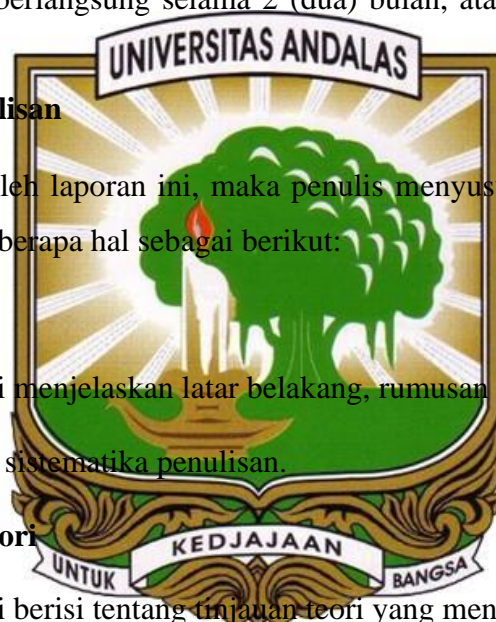 berlangsung selama 2 (dua) bulan, ata
UNIVERSITAS ANDALAS
lisan
leh laporan ini, maka penulis menyus
berapa hal sebagai berikut:
i menjelaskan latar belakang, rumusan
sistematika penulisan.
ori
UNTUK KEDJAJAAN BANGSA
i berisi tentang tinjauan teori yang men